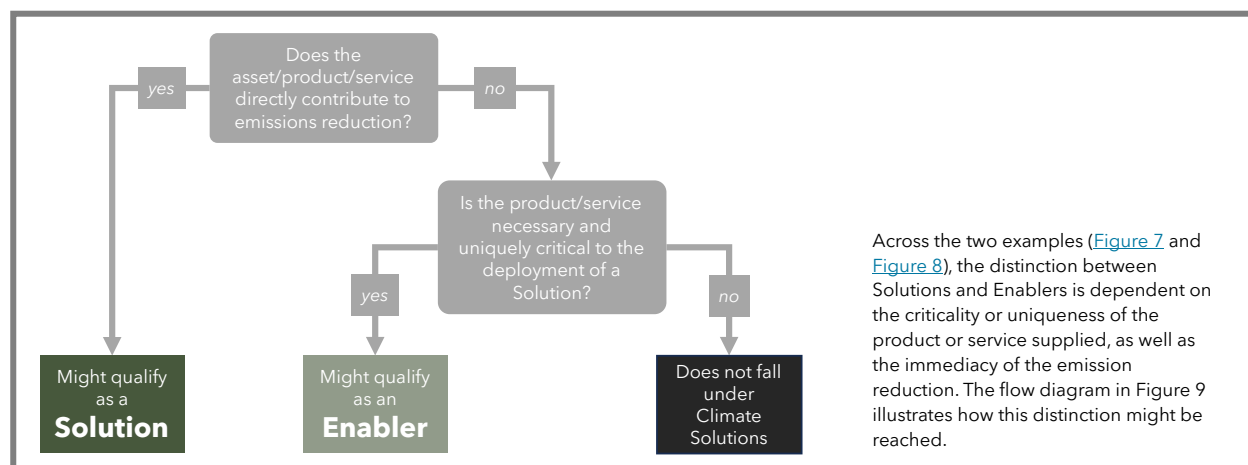 Does the
asset/product/service
directly contribute to
emissions reduction?
yes
no
Is the product/service
necessary and
uniquely critical to the
deployment of a
Solution?
yes
no
Might qualify
as a
Solution
Might qualify
as an
Enabler
Does not fall
under
Climate
Solutions
Across the two examples (Figure 7 and
Figure 8), the distinction between
Solutions and Enablers is dependent on
the criticality or uniqueness of the
product or service supplied, as well as
the immediacy of the emission
reduction. The flow diagram in Figure 9
illustrates how this distinction might be
reached.